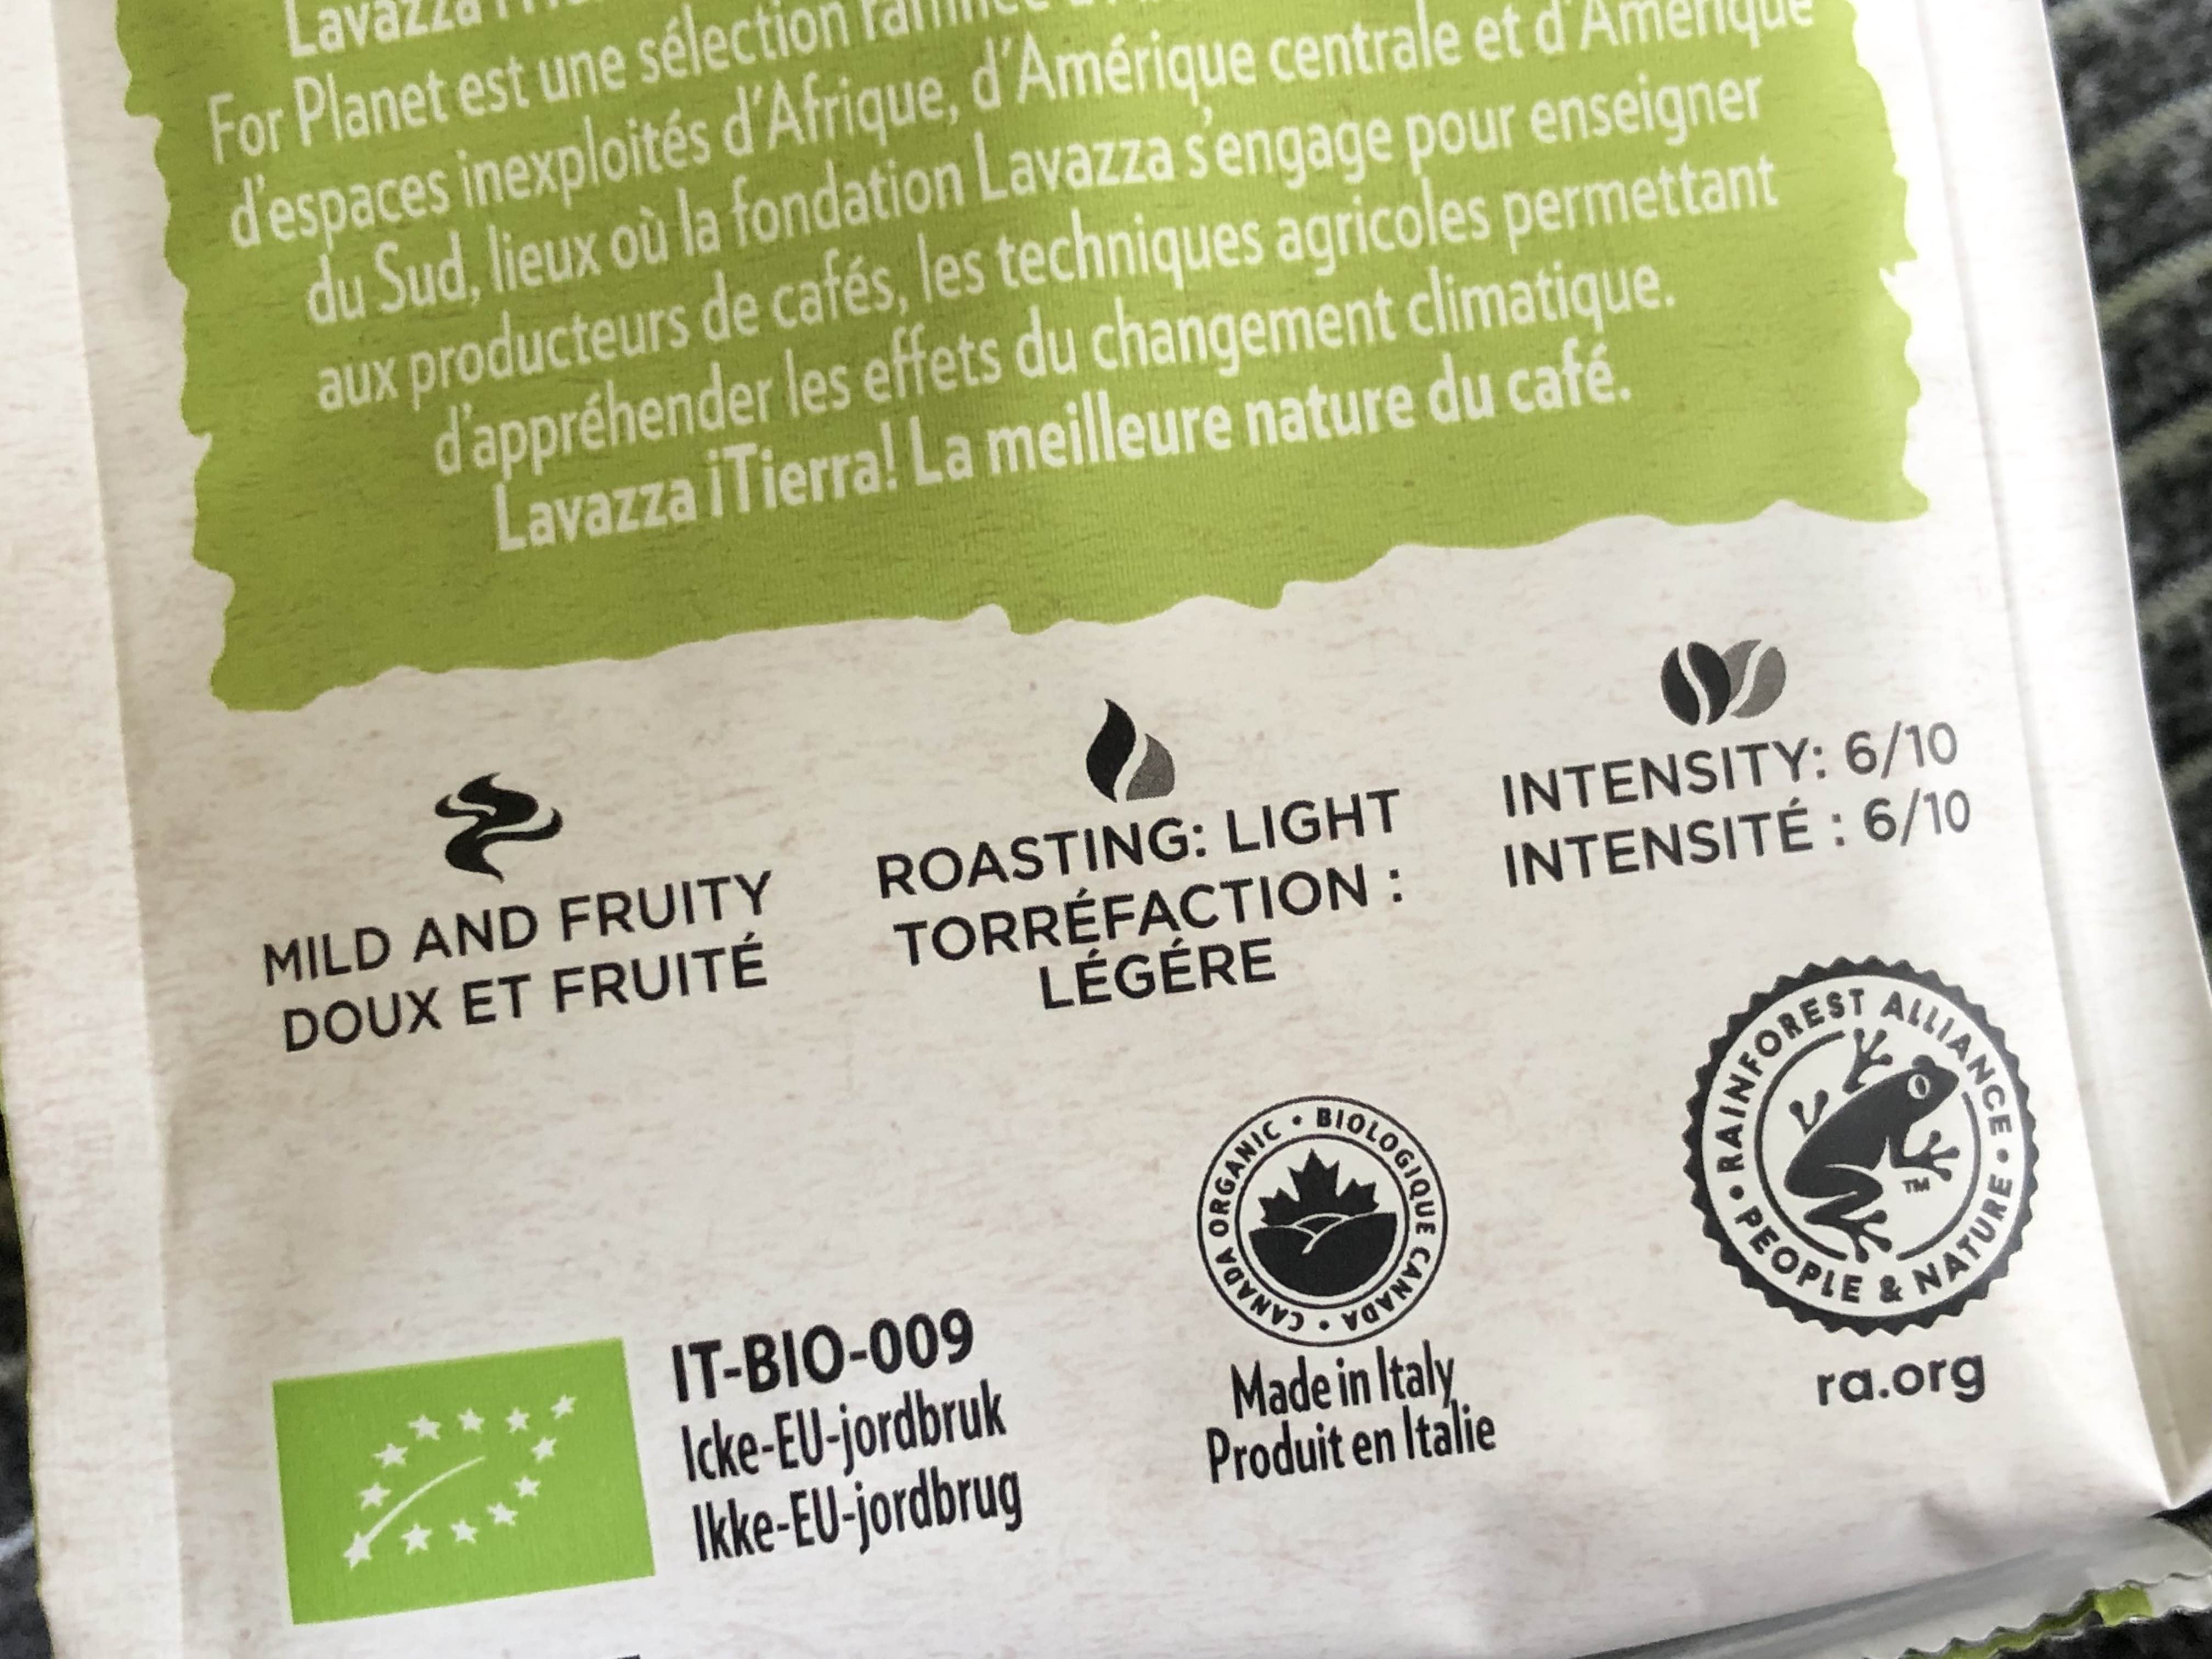 Lavazza
For Planet est une sélection
d'espaces inexploités d'Afrique, d'Amérique centrale et d'Amérique
du Sud, lieux où la fondation Lavazza s'engage pour enseigner
aux producteurs de cafés, les techniques agricoles permettant
d'appréhender les effets du changement climatique.
Lavazza ¡Tierra! La meilleure nature du café.
MILD AND FRUITY
DOUX ET FRUITÉ
ROASTING: LIGHT
TORRÉFACTION :
LÉGÉRE
INTENSITY: 6/10
INTENSITÉ : 6/10
RAINFOREST ALLIANCE
PEOPLE & NATURE
TM
ra.org
CANADA ORGANIC • BIOLOGIQUE CANADA •
Made in Italy
Produit en Italie
IT-BIO-009
Icke-EU-jordbruk
Ikke-EU-jordbrug